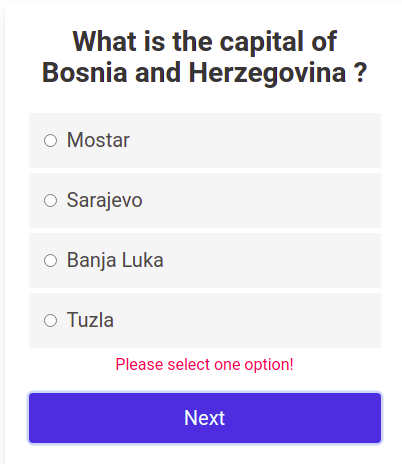 What is the capital of
Bosnia and Herzegovina ?
Mostar
Sarajevo
Banja Luka
Tuzla
Please select one option!
Next